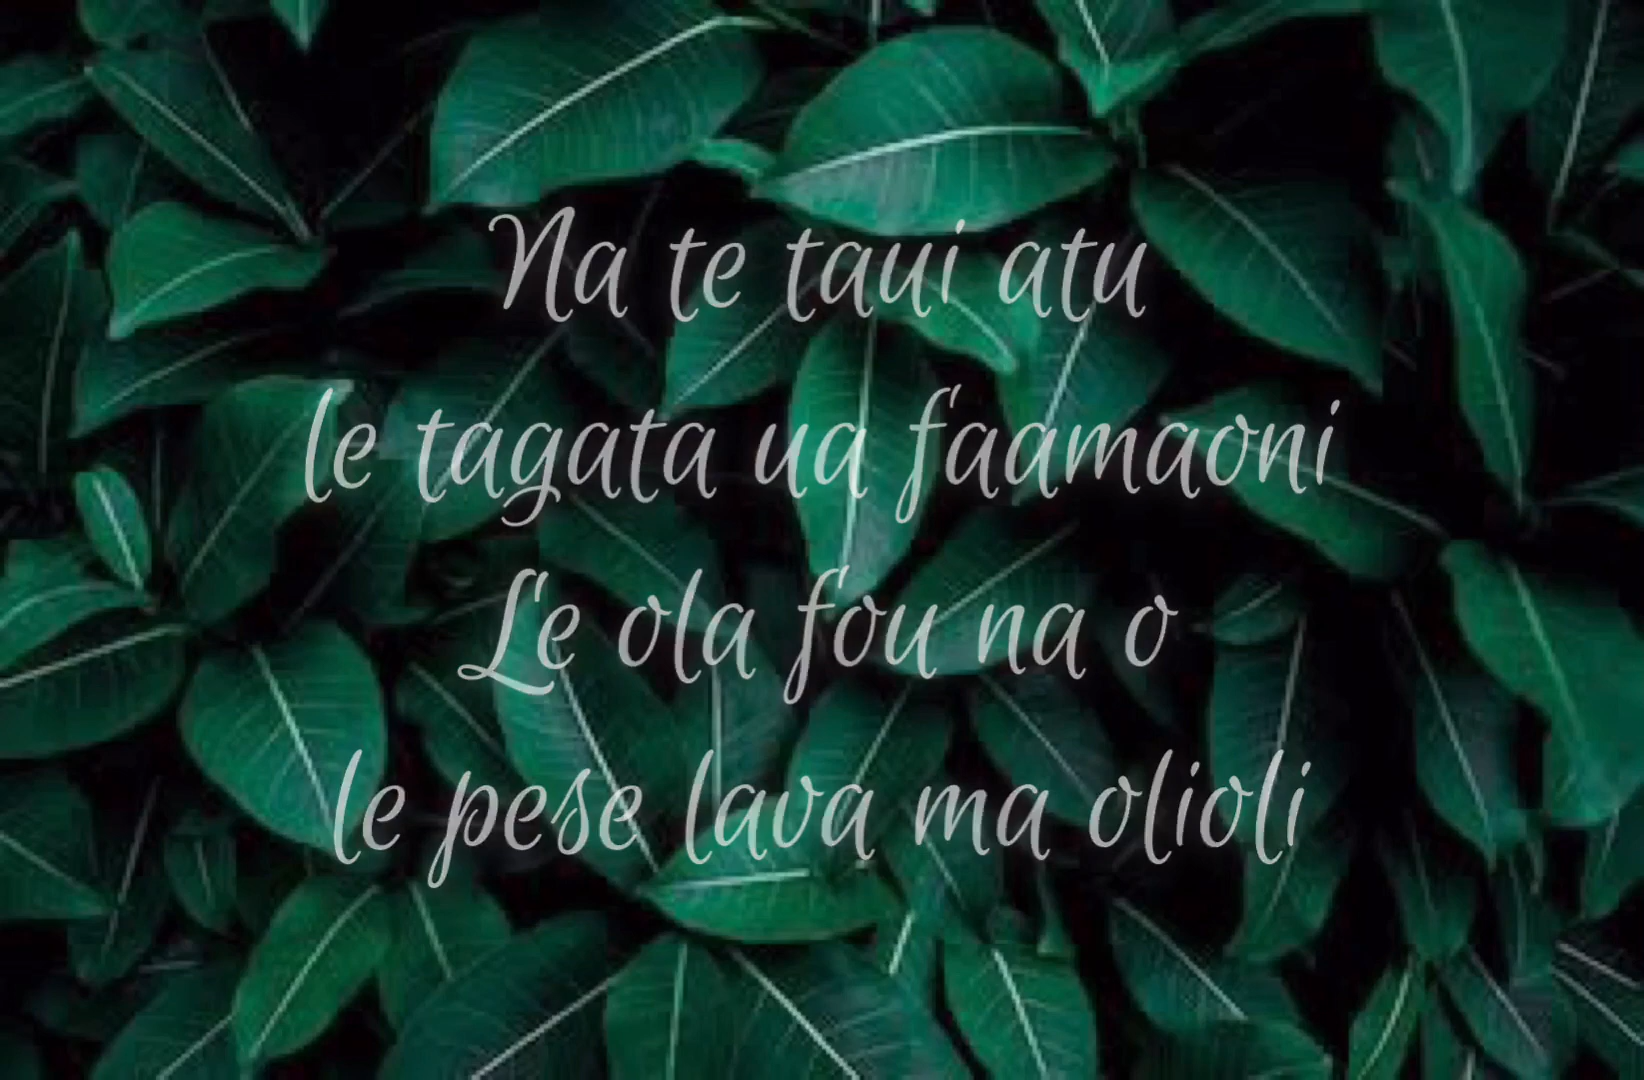 Na te taui atu
le tagata ua faamaoni
Le ola fou na o
le pese lava ma olioli